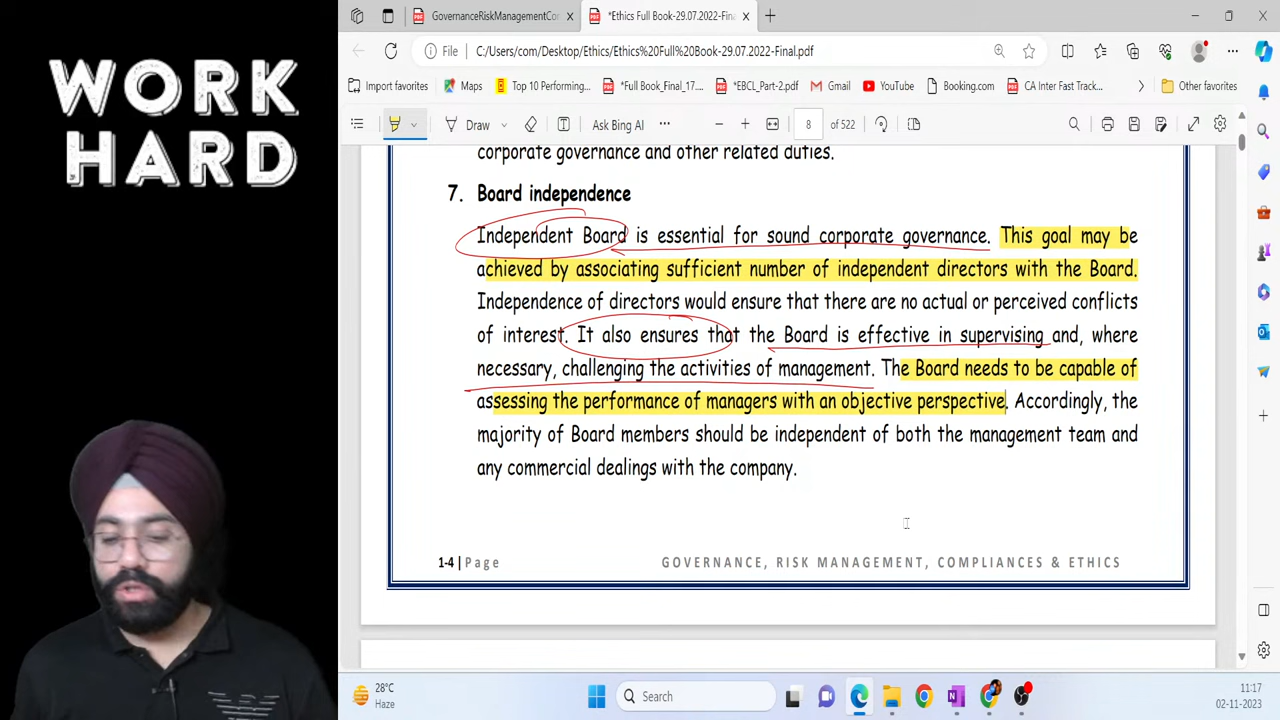 WORK
HARD
GovernanceRiskManagementCor
*Ethics Full Book-29.07.2022-Fina
File
C:/Users/com/Desktop/Ethics/Ethics%20Full%20Book-29.07.2022-Final.pdf
Import favorites
Maps
Top 10 Performing...
*Full Book_17....
*EBCL_Part-2.pdf
Gmail
YouTube
Booking.com
CA Inter Fast Track...
Other favorites
Draw
Ask Bing AI
8
of 522
corporate governance and other related duties.
7. Board independence
Independent Board is essential for sound corporate governance. This goal may be
achieved by associating sufficient number of independent directors with the Board.
Independence of directors would ensure that there are no actual or perceived conflicts
of interest. It also ensures that the Board is effective in supervising and, where
necessary, challenging the activities of management. The Board needs to be capable of
assessing the performance of managers with an objective perspective. Accordingly, the
majority of Board members should be independent of both the management team and
any commercial dealings with the company.
1-4|Page
GOVERNANCE, RISK MANAGEMENT, COMPLIANCES & ETHICS
28°C
Search
11:17
02-11-2023